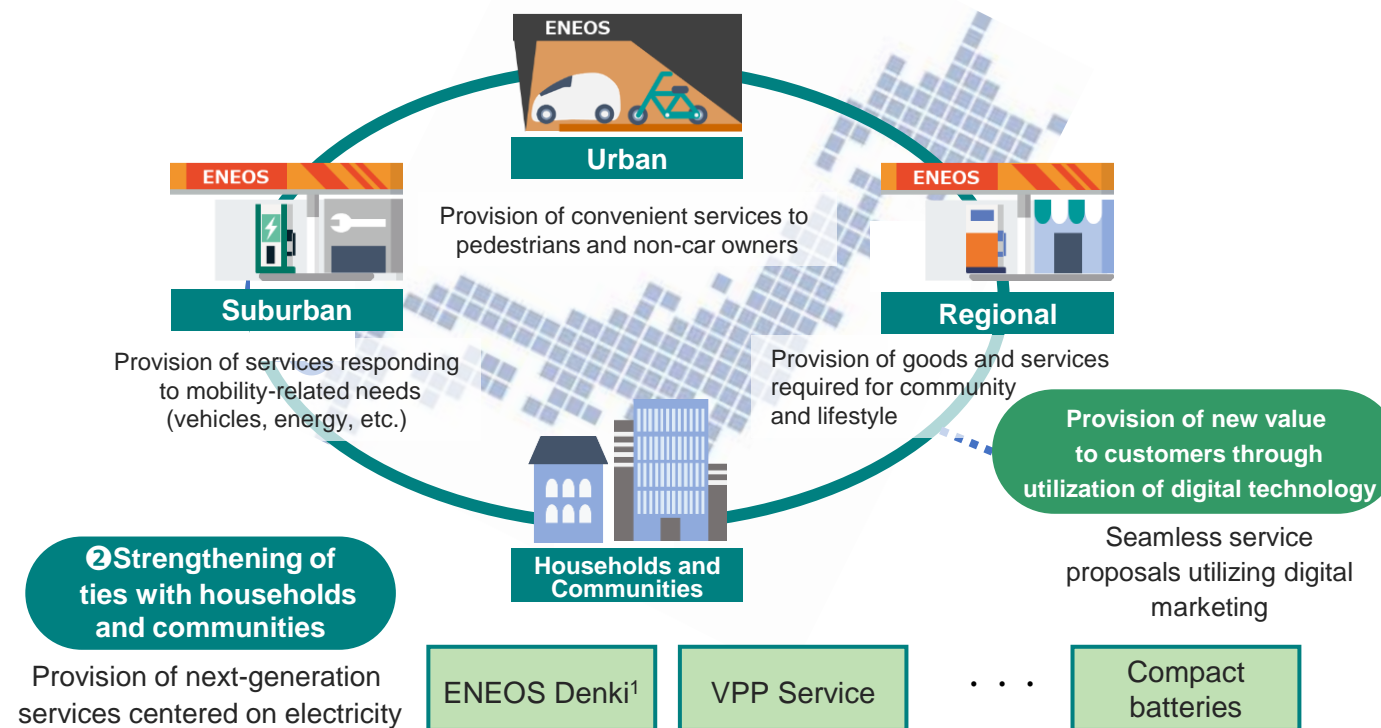 ENEOS
Urban
Provision of convenient services to
pedestrians and non-car owners
ENEOS
Suburban
Provision of services responding
to mobility-related needs
(vehicles, energy, etc.)
ENEOS
Regional
Provision of goods and services
required for community
and lifestyle
Provision of new value
to customers through
utilization of digital technology
Seamless service
proposals utilizing digital
marketing
Households and
Communities
❷Strengthening of
ties with households
and communities
Provision of next-generation
services centered on electricity
ENEOS Denki¹
VPP Service
・・・
Compact
batteries